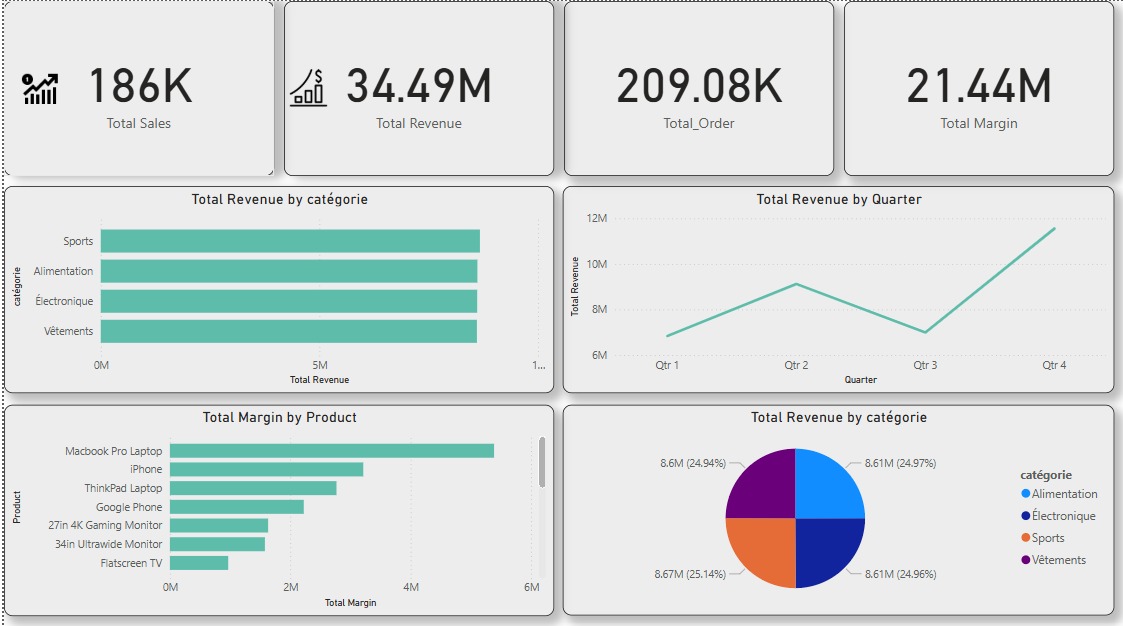 186K
Total Sales
34.49M
Total Revenue
209.08K
Total_Order
21.44M
Total Margin
Total Revenue by catégorie
catégorie
Sports
Alimentation
Électronique
Vêtements
0M
5M
1...
Total Revenue
Total Revenue by Quarter
Total Revenue
12M
10M
8M
6M
Qtr 1
Qtr 2
Qtr 3
Qtr 4
Quarter
Total Margin by Product
Product
Macbook Pro Laptop
iPhone
ThinkPad Laptop
Google Phone
27in 4K Gaming Monitor
34in Ultrawide Monitor
Flatscreen TV
0M
2M
4M
6M
Total Margin
Total Revenue by catégorie
8.6M (24.94%)
8.61M (24.97%)
8.67M (25.14%)
8.61M (24.96%)
catégorie
Alimentation
Électronique
Sports
Vêtements